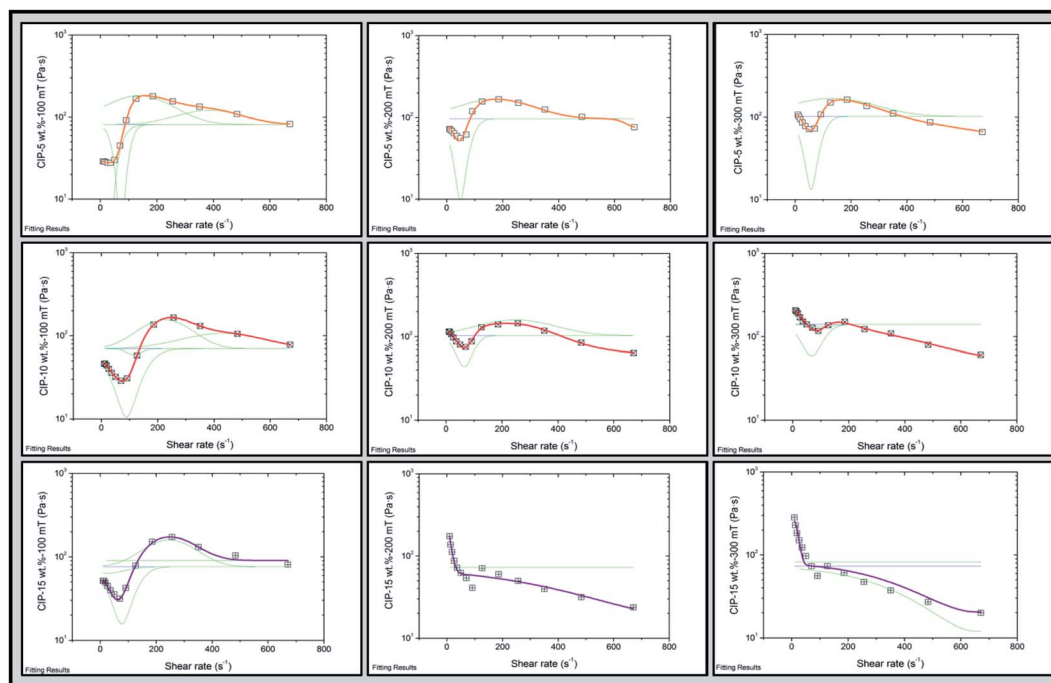 CIP-5 wt.%-100 mT (Pa·s)
10³
10²
10¹
0 200 400 600 800
Shear rate (s⁻¹)
Fitting Results
CIP-5 wt.%-200 mT (Pa·s)
10³
10²
10¹
0 200 400 600 800
Shear rate (s⁻¹)
Fitting Results
CIP-5 wt.%-300 mT (Pa·s)
10³
10²
10¹
0 200 400 600 800
Shear rate (s⁻¹)
Fitting Results
CIP-10 wt.%-100 mT (Pa·s)
10³
10²
10¹
0 200 400 600 800
Shear rate (s⁻¹)
Fitting Results
CIP-10 wt.%-200 mT (Pa·s)
10³
10²
10¹
0 200 400 600 800
Shear rate (s⁻¹)
Fitting Results
CIP-10 wt.%-300 mT (Pa·s)
10³
10²
10¹
0 200 400 600 800
Shear rate (s⁻¹)
Fitting Results
CIP-15 wt.%-100 mT (Pa·s)
10³
10²
10¹
0 200 400 600 800
Shear rate (s⁻¹)
Fitting Results
CIP-15 wt.%-200 mT (Pa·s)
10³
10²
10¹
0 200 400 600 800
Shear rate (s⁻¹)
Fitting Results
CIP-15 wt.%-300 mT (Pa·s)
10³
10²
10¹
0 200 400 600 800
Shear rate (s⁻¹)
Fitting Results